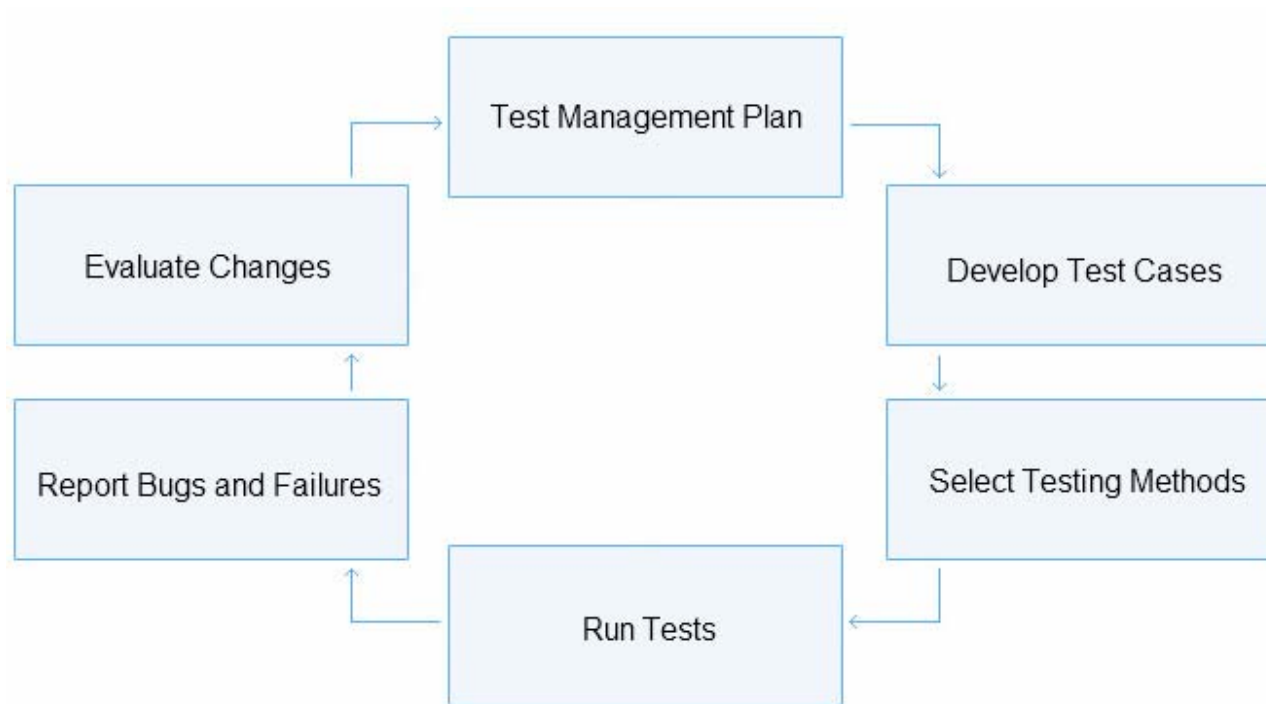 Test Management Plan
Develop Test Cases
Select Testing Methods
Run Tests
Report Bugs and Failures
Evaluate Changes